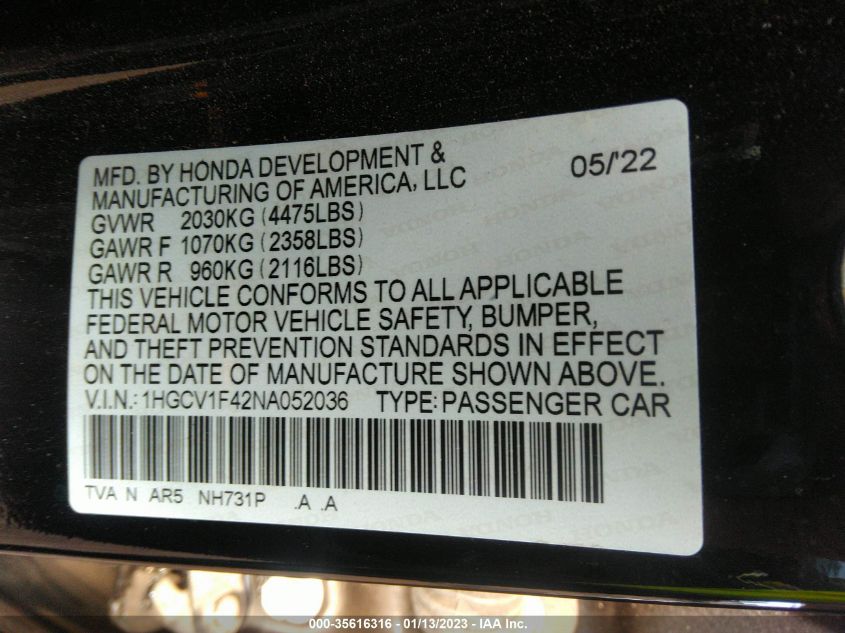 MFD. BY HONDA DEVELOPMENT & 05/'22
MANUFACTURING OF AMERICA, LLC
GVWR 2030KG (4475LBS)
GAWR F 1070KG (2358LBS)
GAWR R 960KG (2116LBS)
THIS VEHICLE CONFORMS TO ALL APPLICABLE
FEDERAL MOTOR VEHICLE SAFETY, BUMPER,
AND THEFT PREVENTION STANDARDS IN EFFECT
ON THE DATE OF MANUFACTURE SHOWN ABOVE.
V.I.N.: 1HGCV1F42NA052036 TYPE: PASSENGER CAR
TVA N AR5 NH731P .A .A
000-35616316 | 01/13/2023 - IAA Inc.